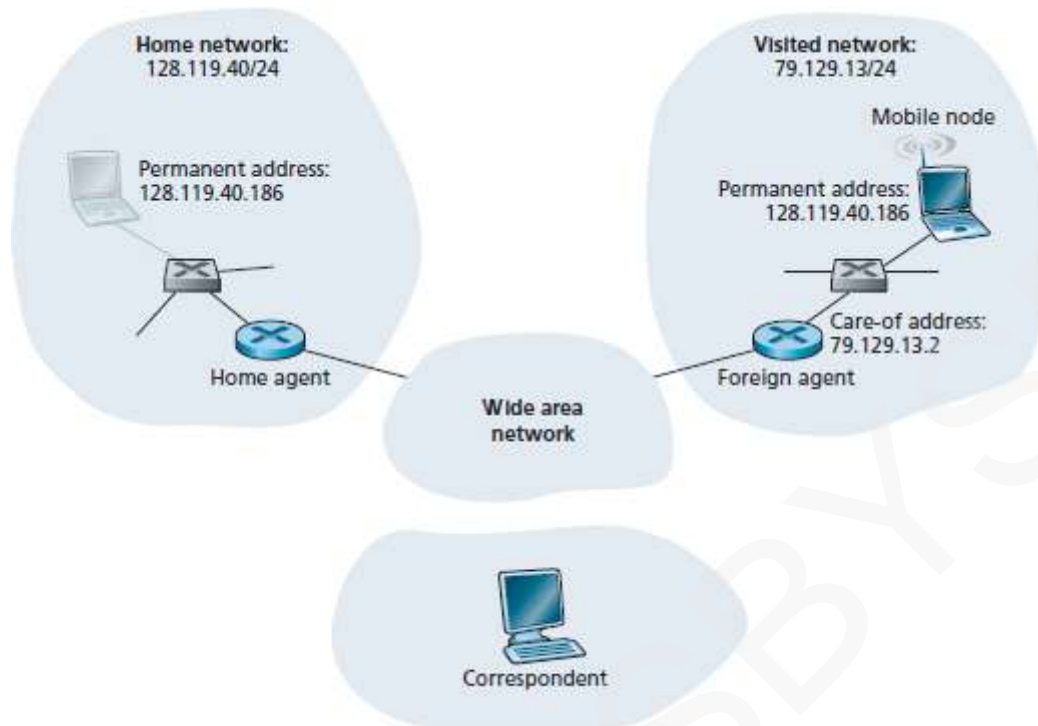 Home network:
128.119.40/24
Visited network:
79.129.13/24
Mobile node
Permanent address:
128.119.40.186
Permanent address:
128.119.40.186
Care-of address:
79.129.13.2
Home agent
Foreign agent
Wide area
network
Correspondent